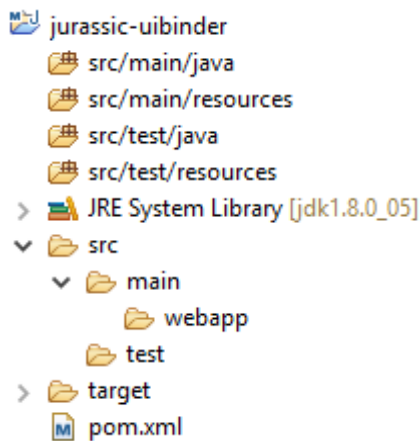 jurassic-uibinder
src/main/java
src/main/resources
src/test/java
src/test/resources
JRE System Library [jdk1.8.0_05]
src
main
webapp
test
target
pom.xml